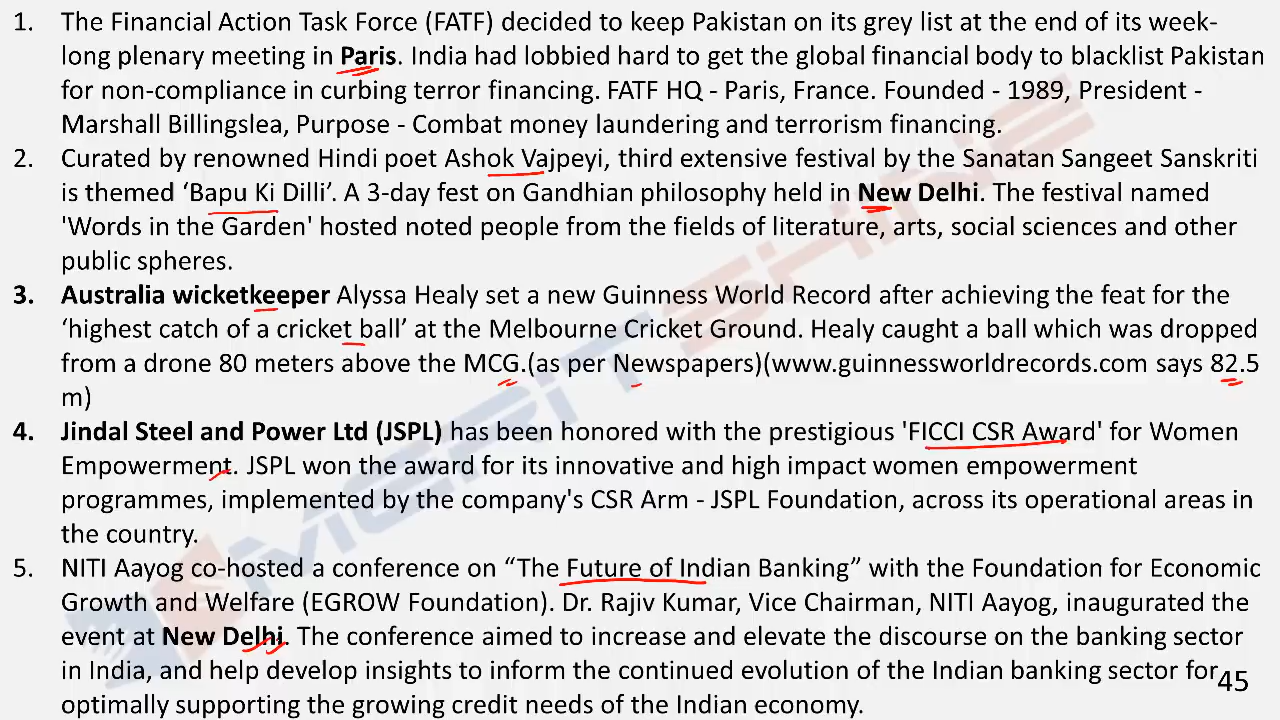 1. The Financial Action Task Force (FATF) decided to keep Pakistan on its grey list at the end of its week-
long plenary meeting in Paris. India had lobbied hard to get the global financial body to blacklist Pakistan
for non-compliance in curbing terror financing. FATF HQ - Paris, France. Founded - 1989, President -
Marshall Billingslea, Purpose - Combat money laundering and terrorism financing.
2. Curated by renowned Hindi poet Ashok Vajpeyi, third extensive festival by the Sanatan Sangeet Sanskriti
is themed ‘Bapu Ki Dilli’. A 3-day fest on Gandhian philosophy held in New Delhi. The festival named
'Words in the Garden' hosted noted people from the fields of literature, arts, social sciences and other
public spheres.
3. Australia wicketkeeper Alyssa Healy set a new Guinness World Record after achieving the feat for the
‘highest catch of a cricket ball’ at the Melbourne Cricket Ground. Healy caught a ball which was dropped
from a drone 80 meters above the MCG.(as per Newspapers)(www.guinnessworldrecords.com says 82.5
m)
4. Jindal Steel and Power Ltd (JSPL) has been honored with the prestigious 'FICCI CSR Award' for Women
Empowerment. JSPL won the award for its innovative and high impact women empowerment
programmes, implemented by the company's CSR Arm - JSPL Foundation, across its operational areas in
the country.
5. NITI Aayog co-hosted a conference on “The Future of Indian Banking” with the Foundation for Economic
Growth and Welfare (EGROW Foundation). Dr. Rajiv Kumar, Vice Chairman, NITI Aayog, inaugurated the
event at New Delhi. The conference aimed to increase and elevate the discourse on the banking sector
in India, and help develop insights to inform the continued evolution of the Indian banking sector for
optimally supporting the growing credit needs of the Indian economy.
45
MERIT SHINE